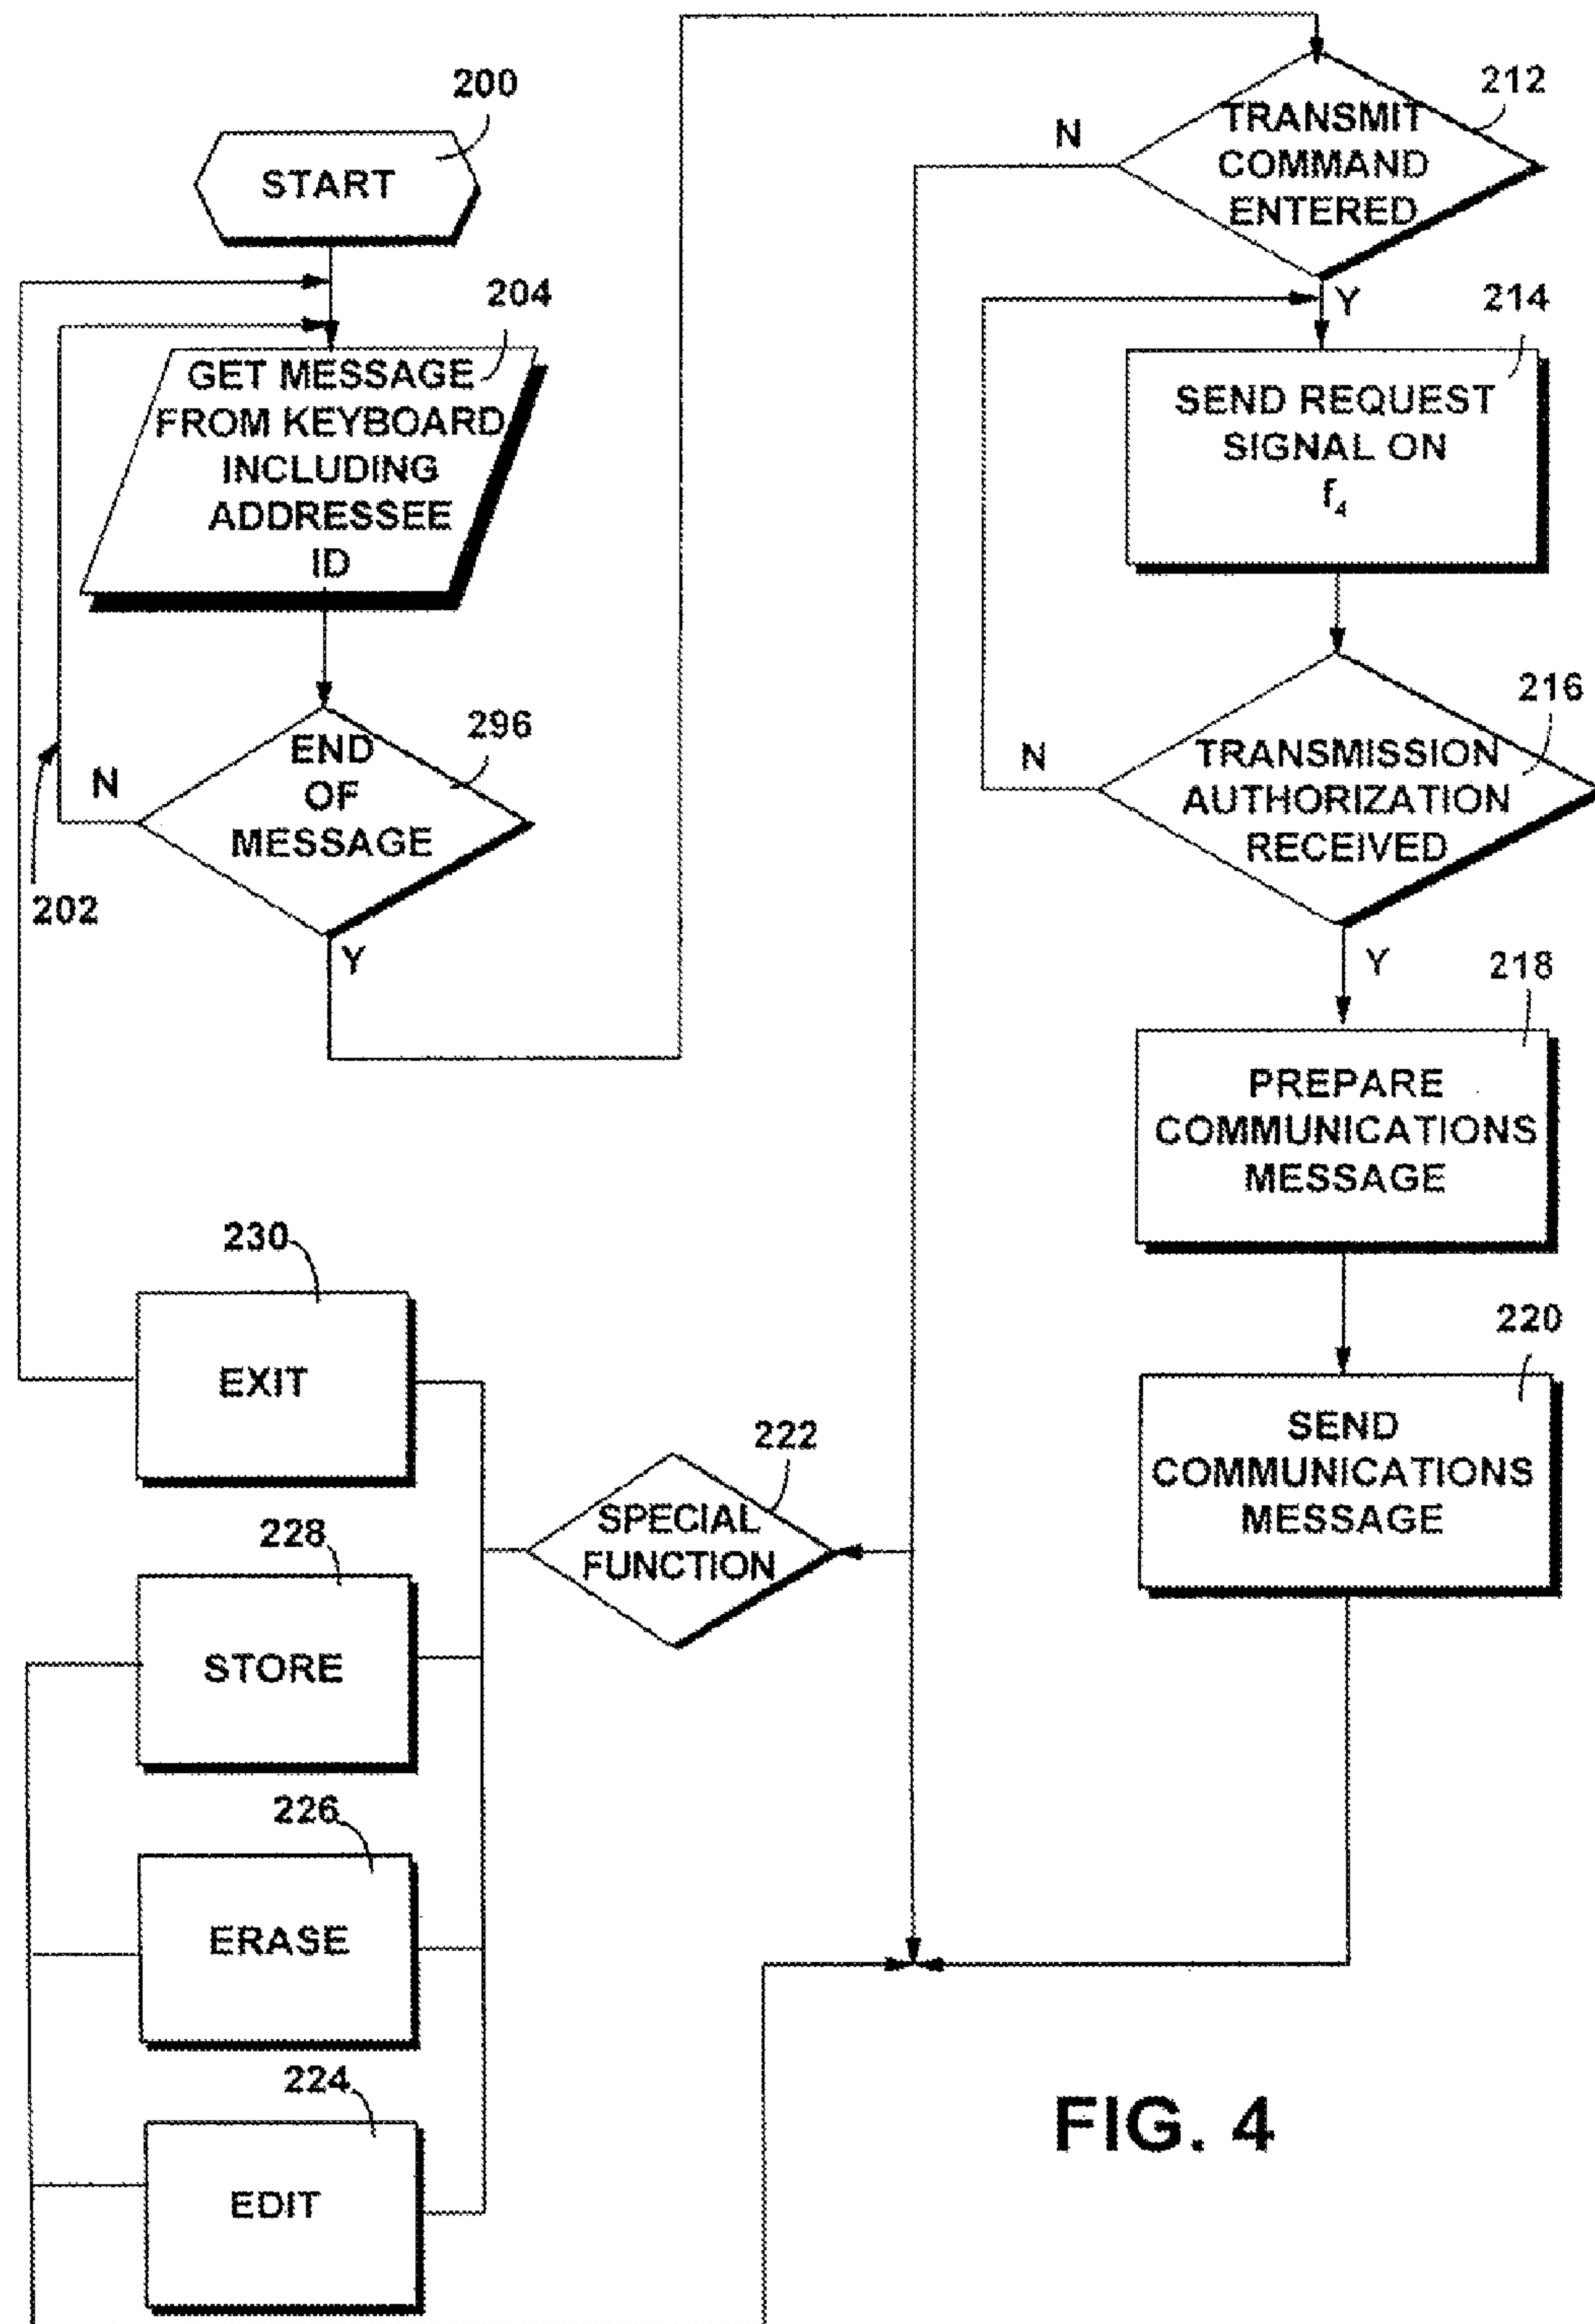 200
START
204
GET MESSAGE
FROM KEYBOARD
INCLUDING
ADDRESSEE
ID
296
END
OF
MESSAGE
N
202
Y
212
TRANSMIT
COMMAND
ENTERED
N
Y
214
SEND REQUEST
SIGNAL ON
f4
216
TRANSMISSION
AUTHORIZATION
RECEIVED
N
Y
218
PREPARE
COMMUNICATIONS
MESSAGE
220
SEND
COMMUNICATIONS
MESSAGE
222
SPECIAL
FUNCTION
230
EXIT
228
STORE
226
ERASE
224
EDIT
FIG. 4